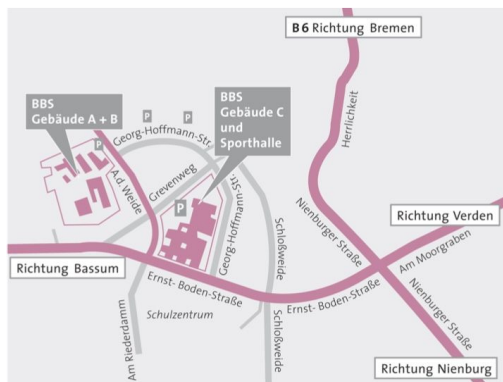 B6 Richtung Bremen
BBS
Gebäude A + B
BBS
Gebäude C
und
Sporthalle
P
P
P
P
Georg-Hoffmann-Str.
Herrlichkeit
A.d. Weide
Grevenweg
Georg-Hoffmann-Str.
Schloßweide
Nienburger Straße
Richtung Verden
Am Moorgraben
Richtung Bassum
Ernst- Boden-Straße
Ernst- Boden-Straße
Nienburger Straße
Am Riederdamm
Schulzentrum
Schloßweide
Richtung Nienburg